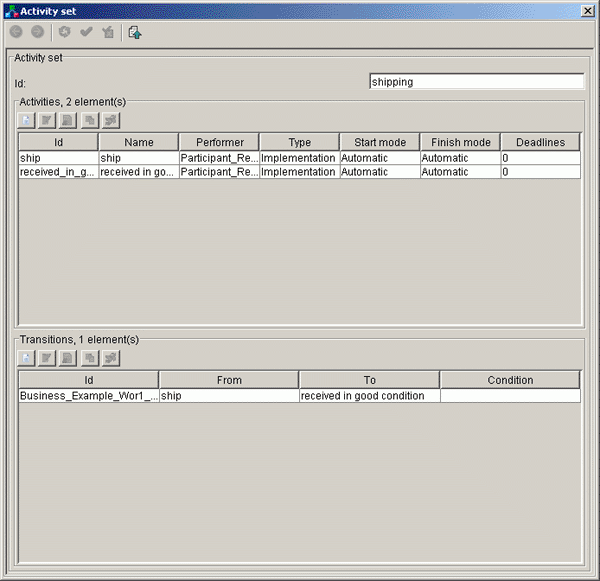 Activity set
Activity set
Id: shipping
Activities, 2 element(s)
Id Name Performer Type Start mode Finish mode Deadlines
ship ship Participant_Re... Implementation Automatic Automatic 0
received_in_g... received in go... Participant_Re... Implementation Automatic Automatic 0
Transitions, 1 element(s)
Id From To Condition
Business_Example_Wor1_... ship received in good condition